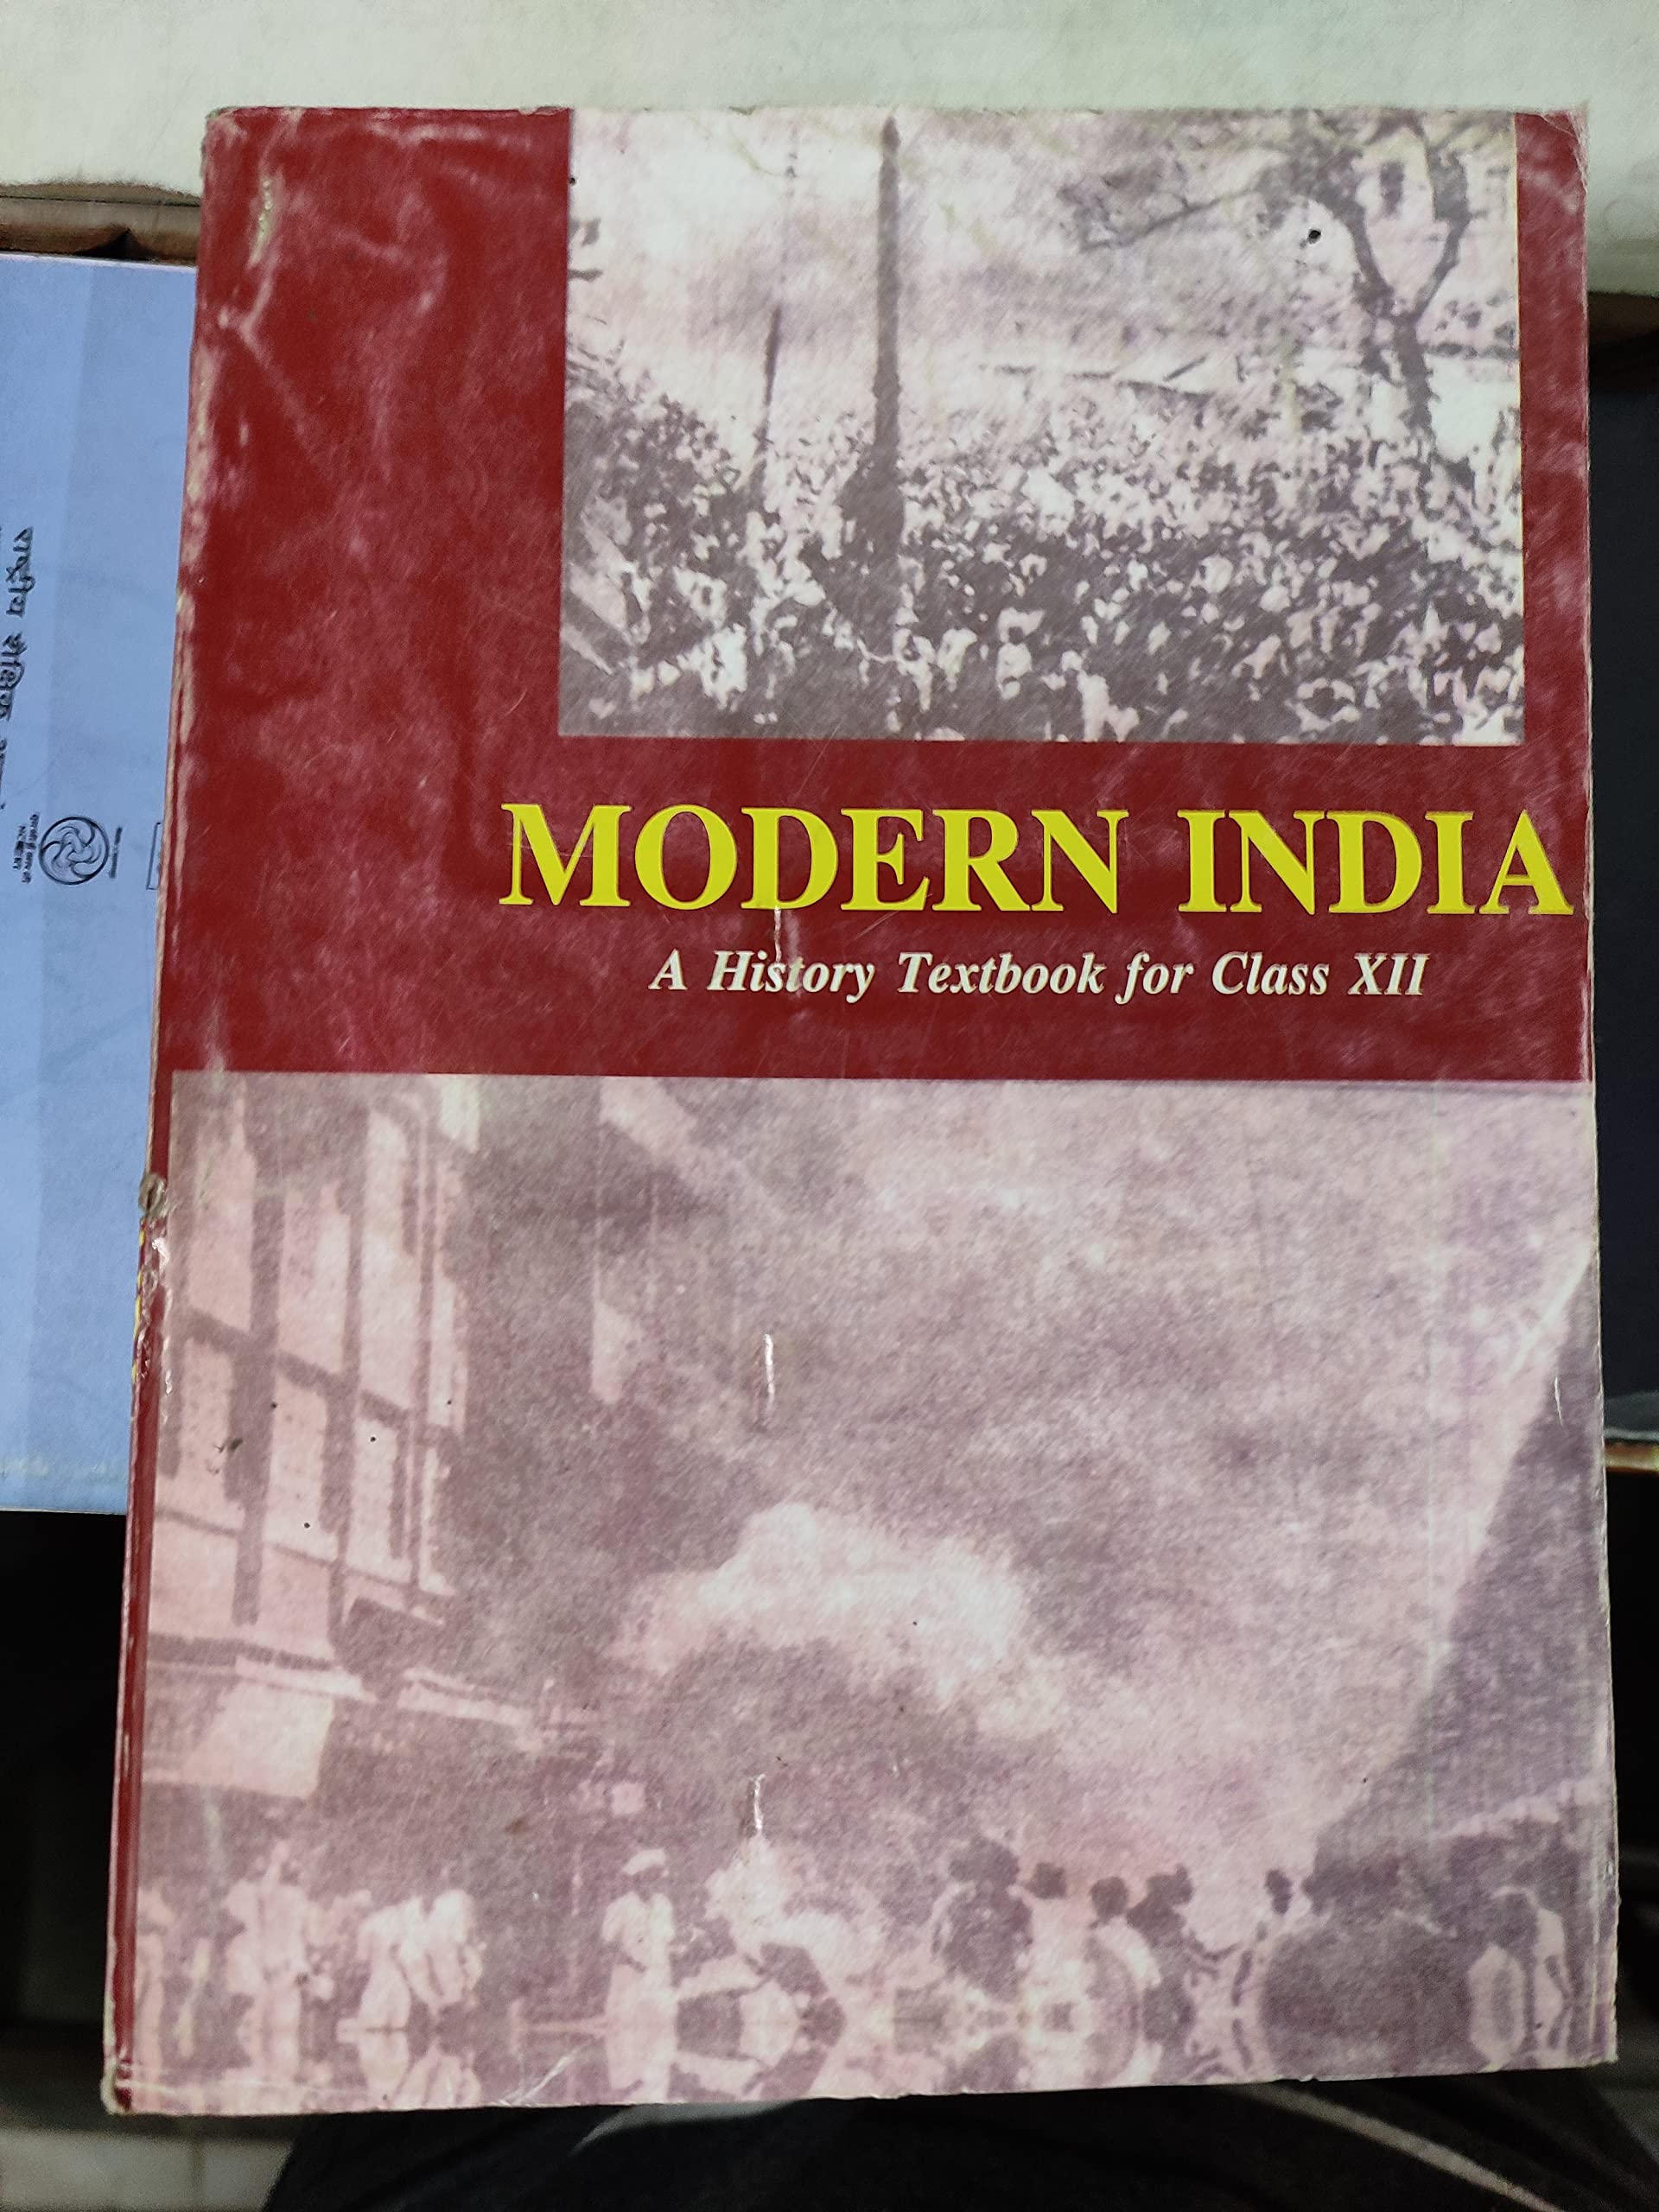 MODERN INDIA
A History Textbook for Class XII
राष्ट्रीय शैक्षिक